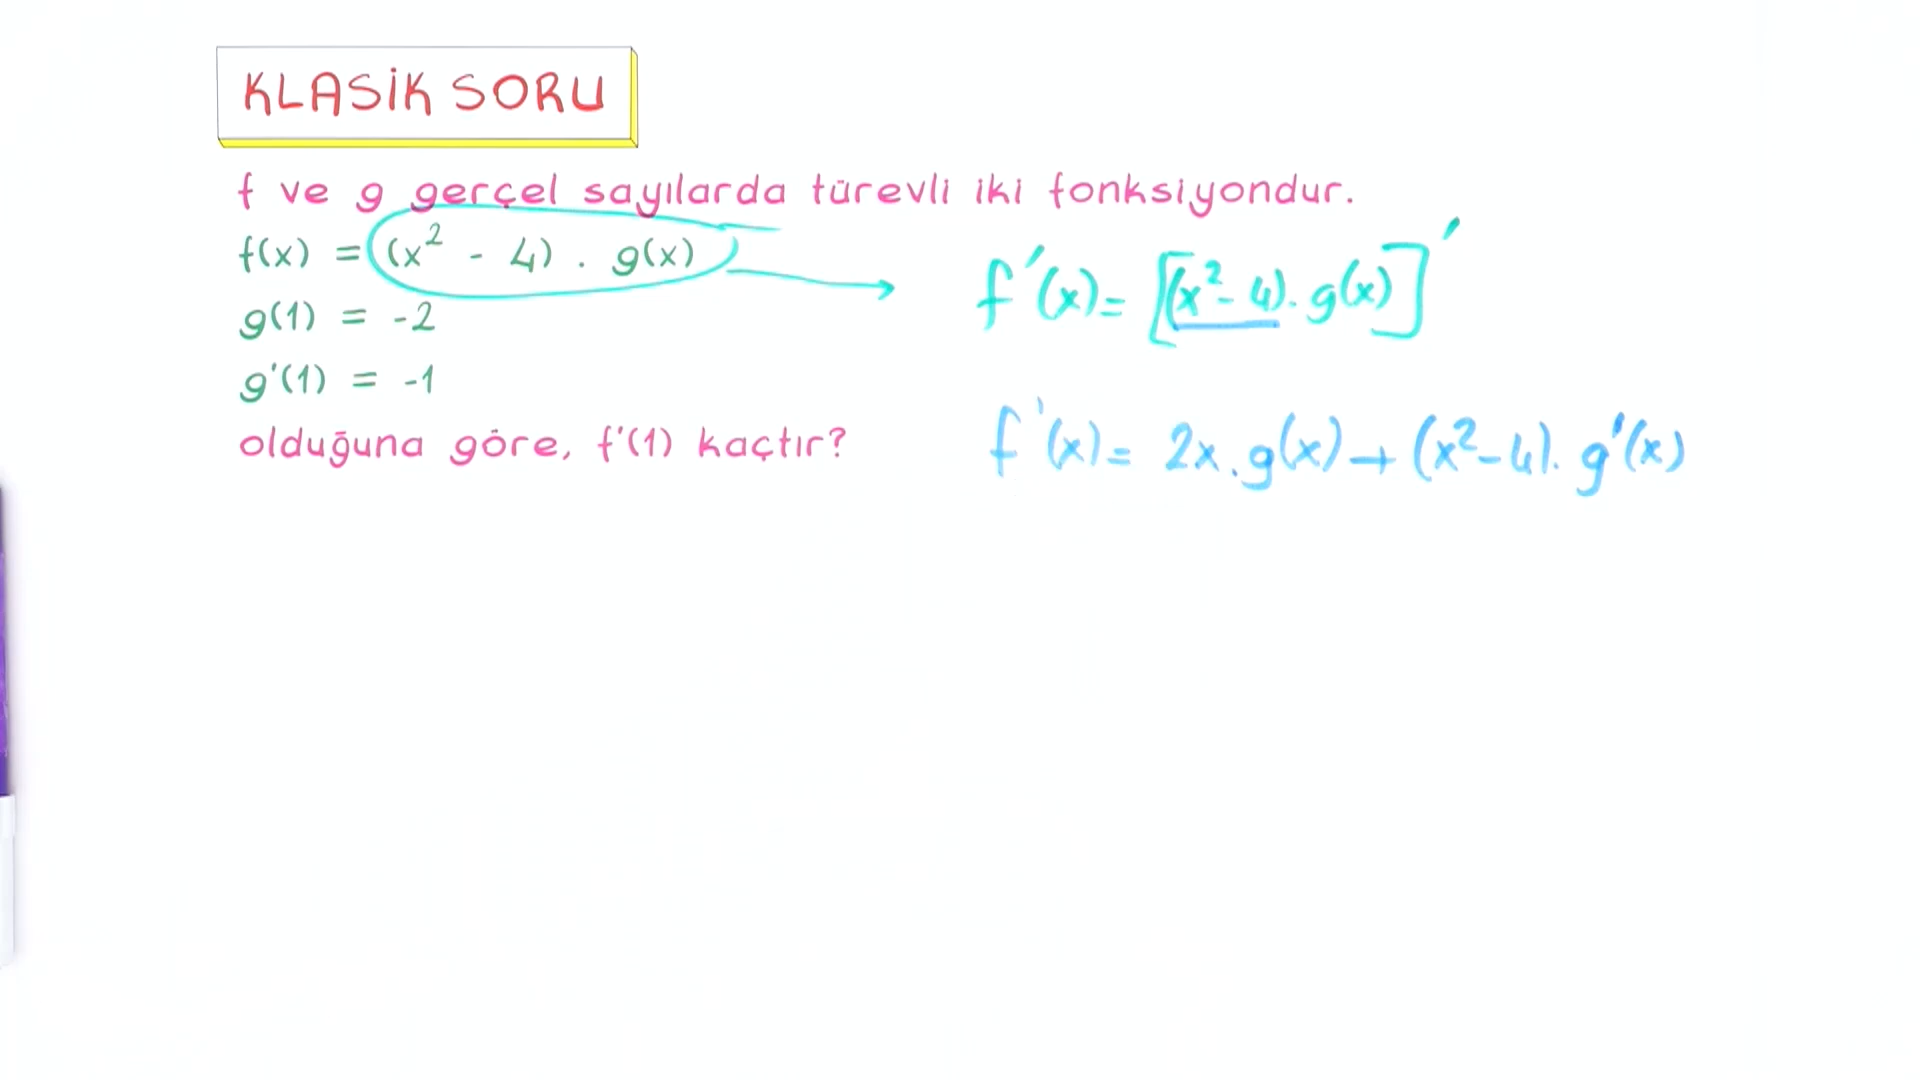 KLASİK SORU
f ve g gerçel sayılarda türevli iki fonksiyondur.
f(x) = (x² - 4) . g(x)
g(1) = -2
g'(1) = -1
olduğuna göre, f'(1) kaçtır?
f'(x) = [(x² - 4). g(x)]'
f'(x) = 2x.g(x) + (x² - 4). g'(x)